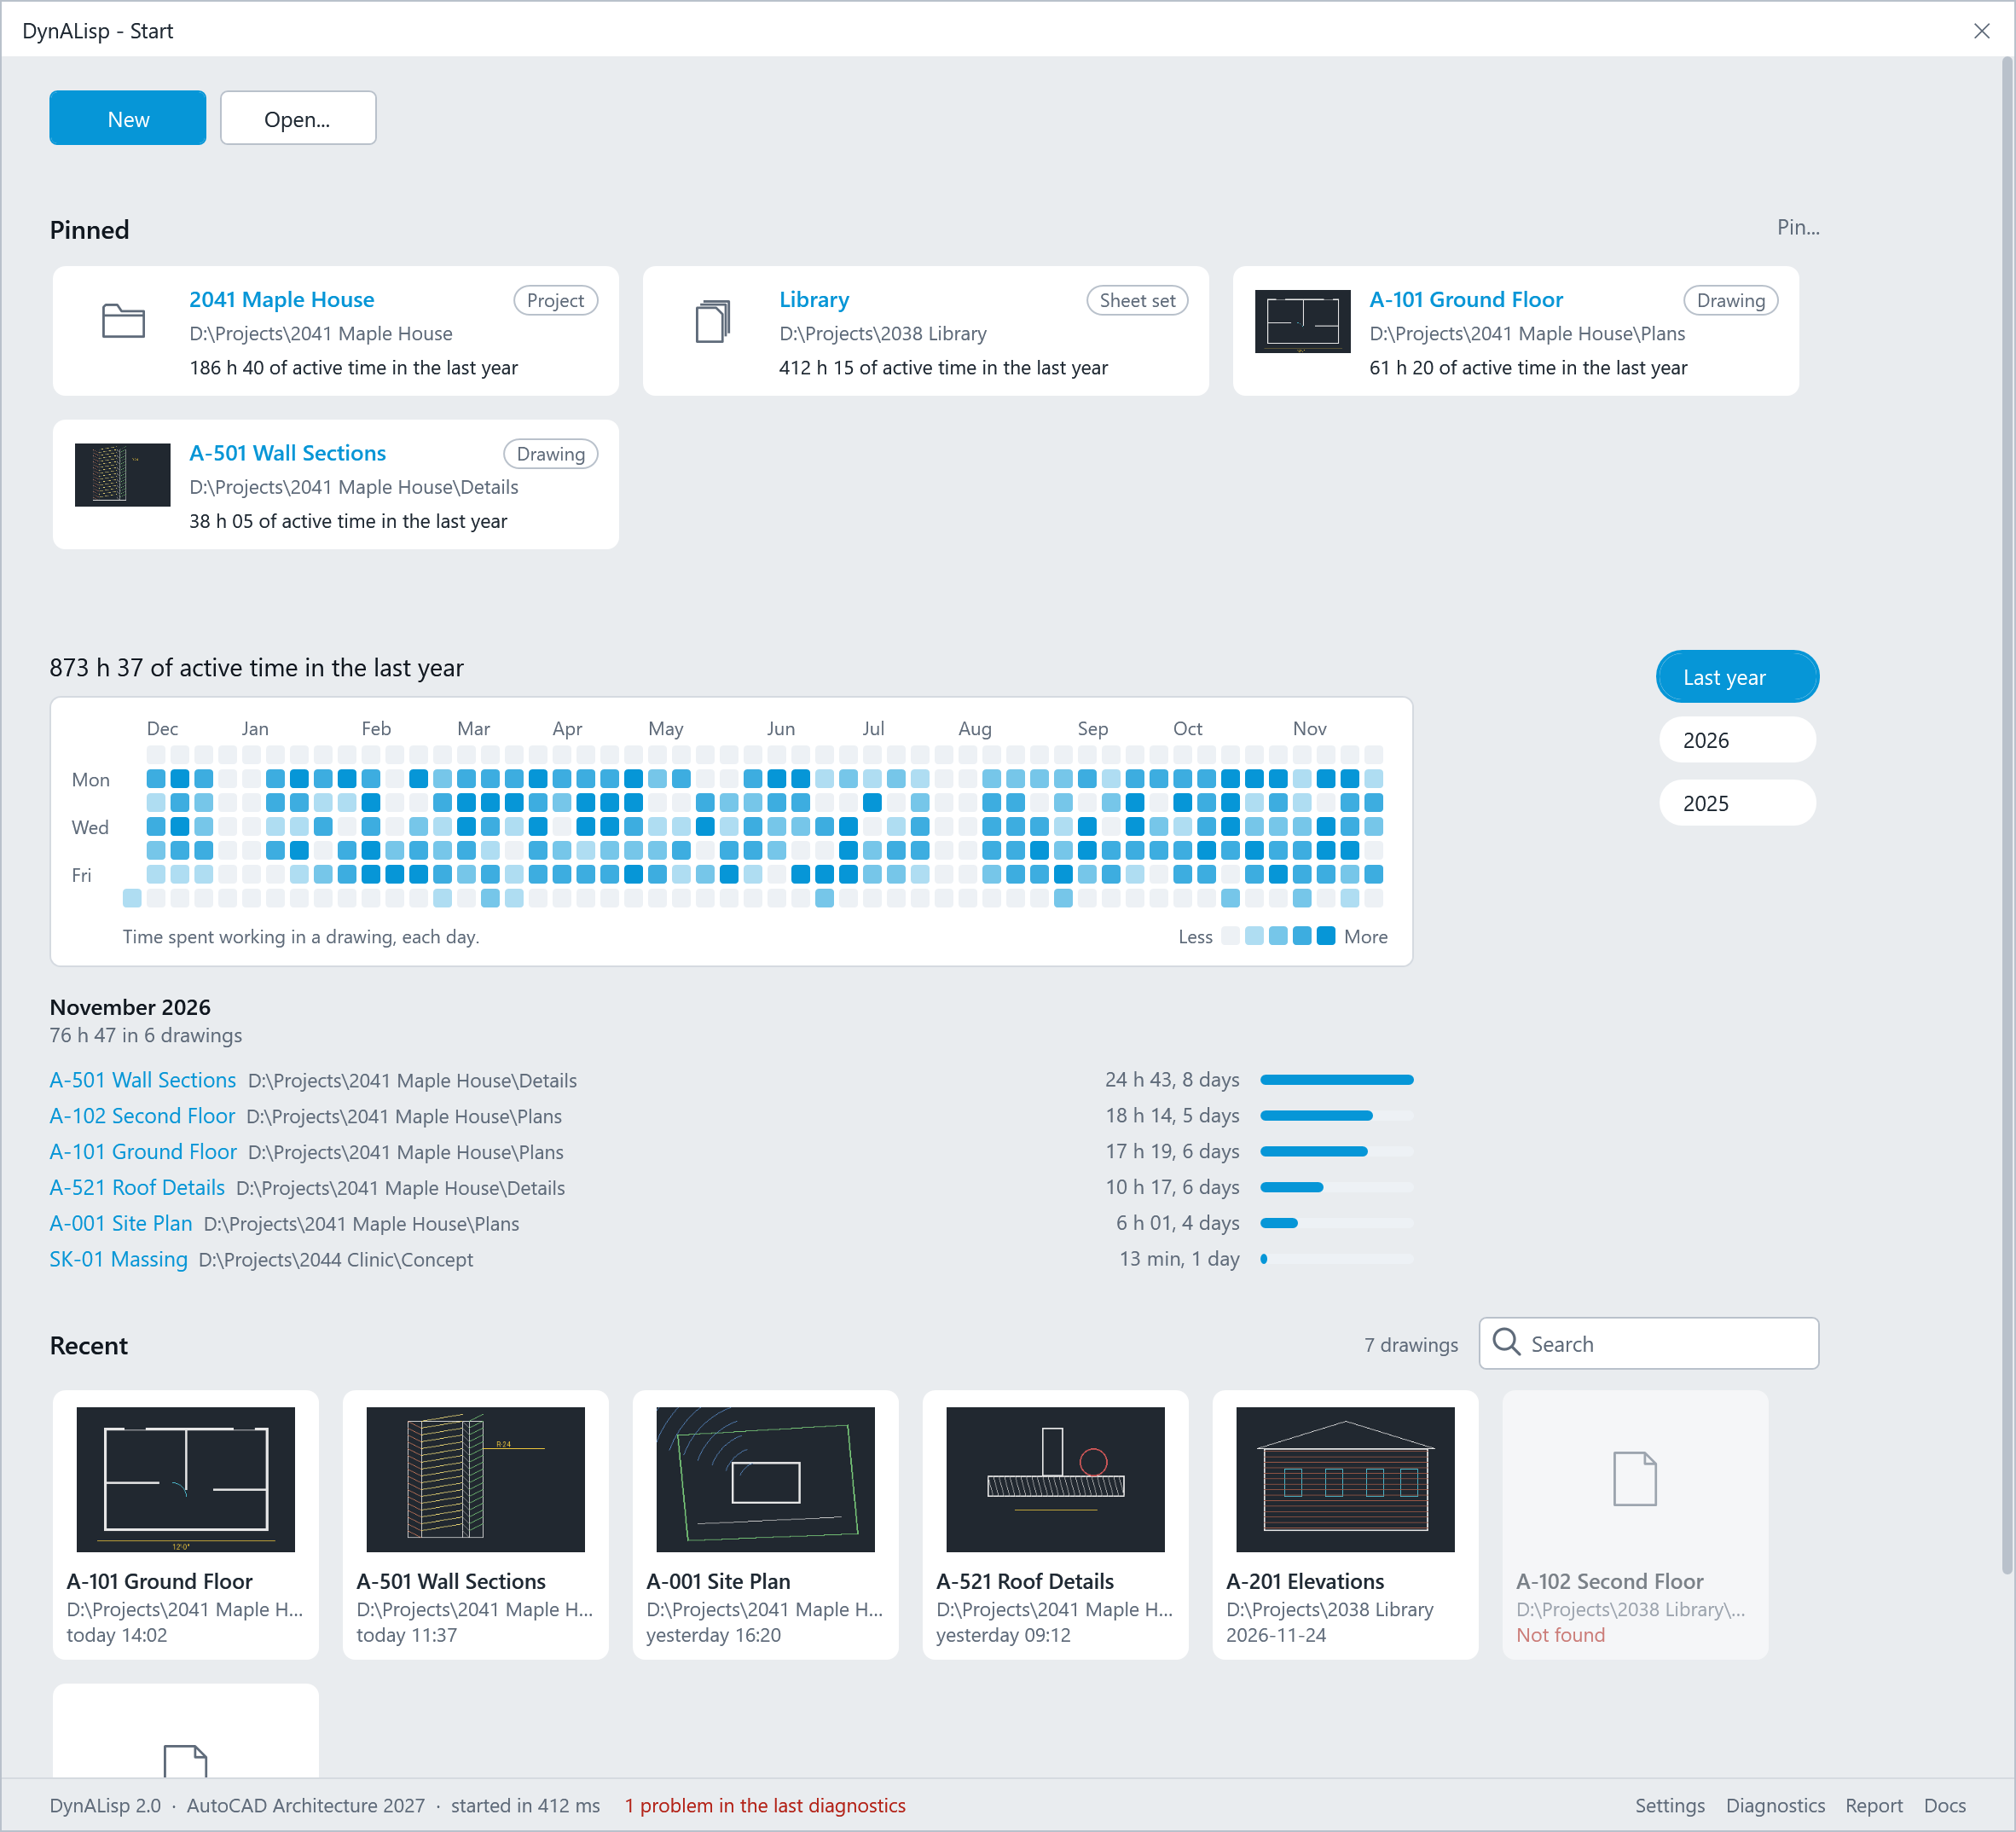 DynALisp - Start
New
Open...
Pinned
Pin...
2041 Maple House
Project
D:\Projects\2041 Maple House
186 h 40 of active time in the last year
Library
Sheet set
D:\Projects\2038 Library
412 h 15 of active time in the last year
A-101 Ground Floor
Drawing
D:\Projects\2041 Maple House\Plans
61 h 20 of active time in the last year
A-501 Wall Sections
Drawing
D:\Projects\2041 Maple House\Details
38 h 05 of active time in the last year
873 h 37 of active time in the last year
Last year
2026
2025
Dec Jan Feb Mar Apr May Jun Jul Aug Sep Oct Nov
Mon
Wed
Fri
Time spent working in a drawing, each day.
Less
More
November 2026
76 h 47 in 6 drawings
A-501 Wall Sections D:\Projects\2041 Maple House\Details 24 h 43, 8 days
A-102 Second Floor D:\Projects\2041 Maple House\Plans 18 h 14, 5 days
A-101 Ground Floor D:\Projects\2041 Maple House\Plans 17 h 19, 6 days
A-521 Roof Details D:\Projects\2041 Maple House\Details 10 h 17, 6 days
A-001 Site Plan D:\Projects\2041 Maple House\Plans 6 h 01, 4 days
SK-01 Massing D:\Projects\2044 Clinic\Concept 13 min, 1 day
Recent
7 drawings
Search
12'-0"
A-101 Ground Floor
D:\Projects\2041 Maple H...
today 14:02
R-24
A-501 Wall Sections
D:\Projects\2041 Maple H...
today 11:37
A-001 Site Plan
D:\Projects\2041 Maple H...
yesterday 16:20
A-521 Roof Details
D:\Projects\2041 Maple H...
yesterday 09:12
A-201 Elevations
D:\Projects\2038 Library
2026-11-24
A-102 Second Floor
D:\Projects\2038 Library\...
Not found
DynALisp 2.0 · AutoCAD Architecture 2027 · started in 412 ms
1 problem in the last diagnostics
Settings
Diagnostics
Report
Docs